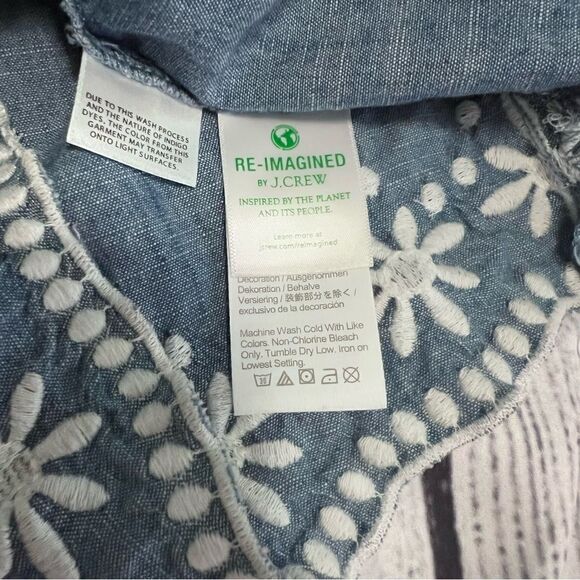 DUE TO THIS WASH PROCESS
AND THE NATURE OF INDIGO
DYES. THE COLOR FROM THIS
GARMENT MAY TRANSFER
ONTO LIGHT SURFACES.
RE-IMAGINED
BY J.CREW
INSPIRED BY THE PLANET
AND ITS PEOPLE.
Learn more at
jcrew.com/reimagined
Decoration / Ausgenommen
Dekoration / Behalve
Versiering / 装飾部分を除く /
exclusivo de la decoración
Machine Wash Cold With Like
Colors. Non-Chlorine Bleach
Only. Tumble Dry Low. Iron on
Lowest Setting.
30